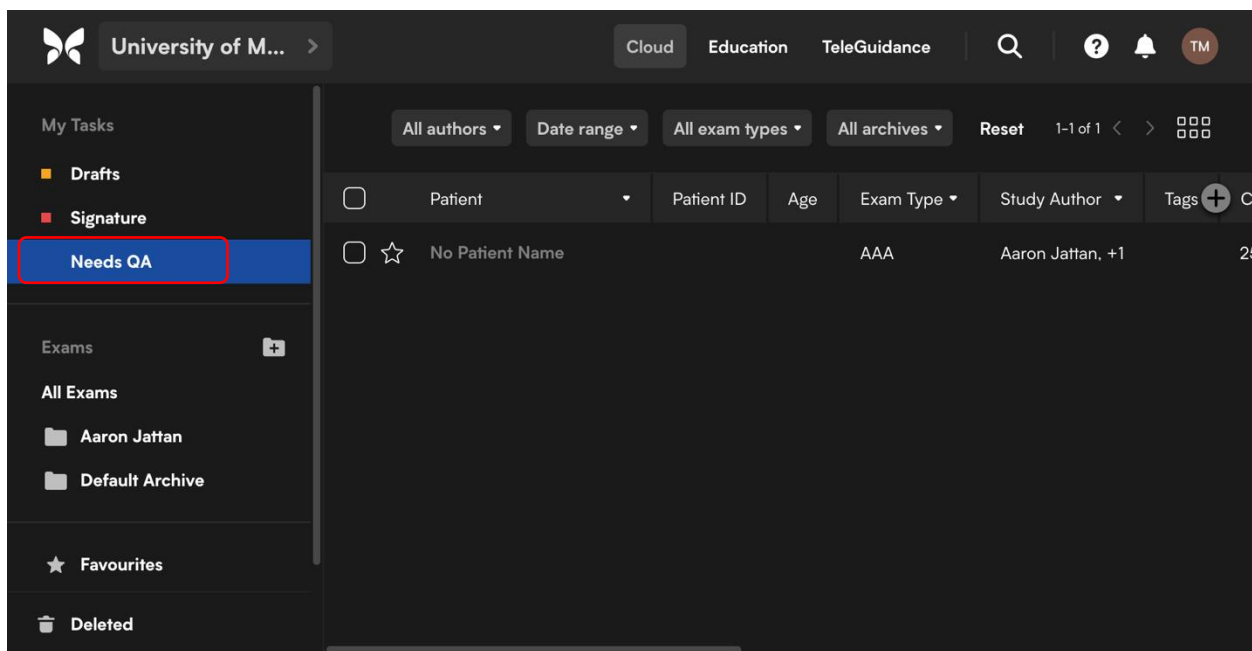 University of M... >
Cloud Education TeleGuidance ? TM
My Tasks
Drafts
Signature
Needs QA
Exams
All Exams
Aaron Jattan
Default Archive
Favourites
Deleted
All authors Date range All exam types All archives Reset 1-1 of 1 < >
Patient Patient ID Age Exam Type Study Author Tags C
No Patient Name AAA Aaron Jattan, +1